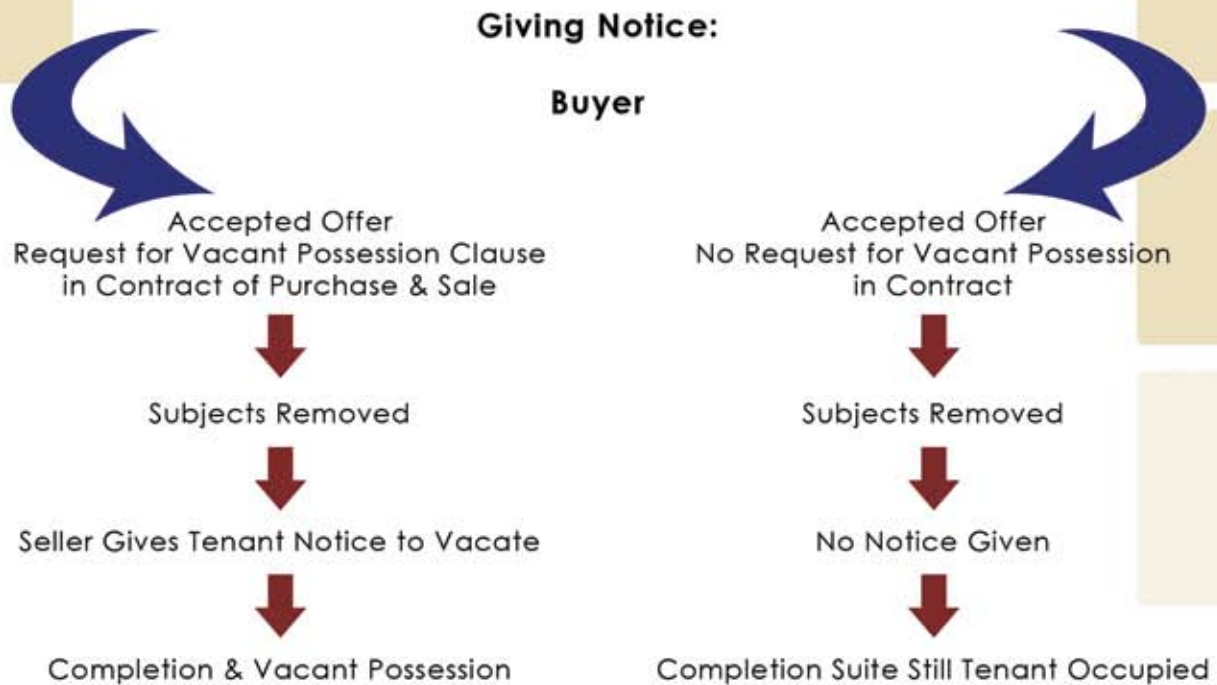 Giving Notice:
Buyer
Accepted Offer
Request for Vacant Possession Clause
in Contract of Purchase & Sale
Subjects Removed
Seller Gives Tenant Notice to Vacate
Completion & Vacant Possession
Accepted Offer
No Request for Vacant Possession
in Contract
Subjects Removed
No Notice Given
Completion Suite Still Tenant Occupied